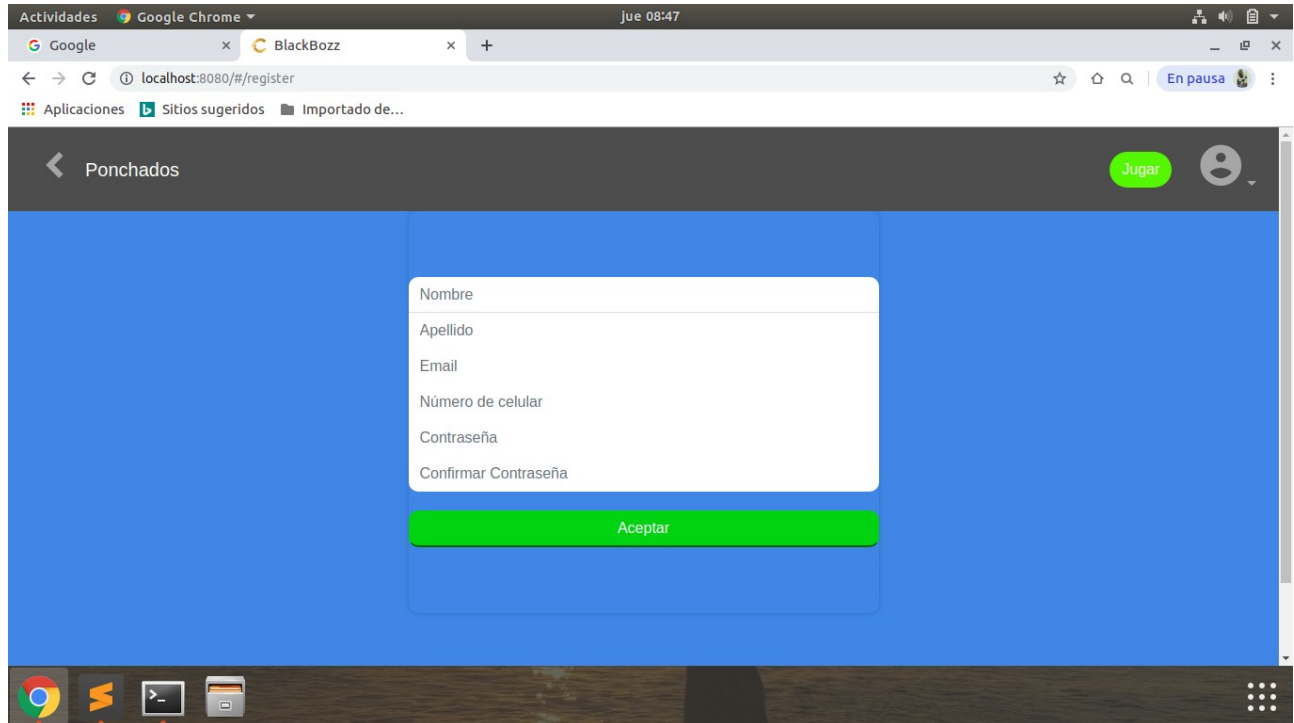 Actividades Google Chrome jue 08:47
Google BlackBozz
localhost:8080/#/register En pausa
Aplicaciones Sitios sugeridos Importado de...
Ponchados Jugar
Nombre
Apellido
Email
Número de celular
Contraseña
Confirmar Contraseña
Aceptar